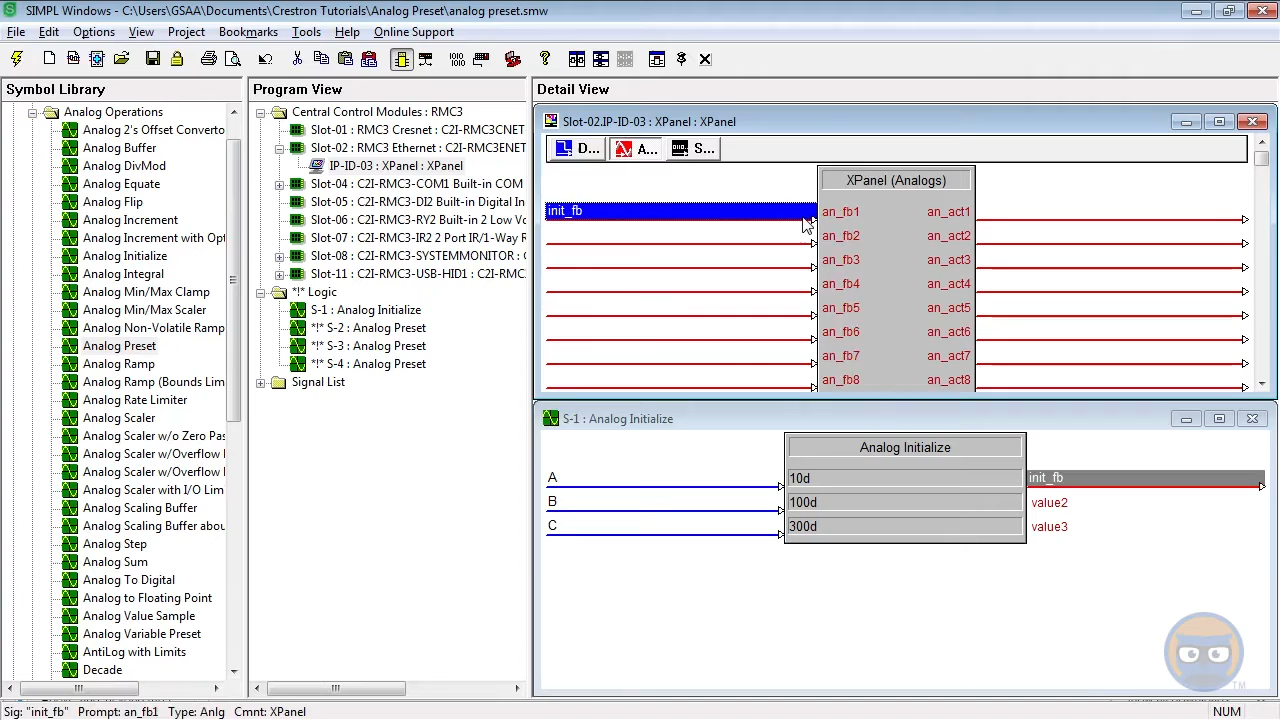 SIMPL Windows - C:\Users\GSAA\Documents\Crestron Tutorials\Analog Preset\analog preset.smw
File Edit Options View Project Bookmarks Tools Help Online Support
Symbol Library
Analog Operations
Analog 2's Offset Converto
Analog Buffer
Analog DivMod
Analog Equate
Analog Flip
Analog Increment
Analog Increment with Opt
Analog Initialize
Analog Integral
Analog Min/Max Clamp
Analog Min/Max Scaler
Analog Non-Volatile Ramp
Analog Preset
Analog Ramp
Analog Ramp (Bounds Lim
Analog Rate Limiter
Analog Scaler
Analog Scaler w/o Zero Pas
Analog Scaler w/Overflow
Analog Scaler w/Overflow
Analog Scaler with I/O Lim
Analog Scaling Buffer
Analog Scaling Buffer abou
Analog Step
Analog Sum
Analog To Digital
Analog to Floating Point
Analog Value Sample
Analog Variable Preset
AntiLog with Limits
Decade
Program View
Central Control Modules : RMC3
Slot-01 : RMC3 Cresnet : C2I-RMC3CNET
Slot-02 : RMC3 Ethernet : C2I-RMC3ENET
IP-ID-03 : XPanel : XPanel
Slot-04 : C2I-RMC3-COM1 Built-in COM
Slot-05 : C2I-RMC3-DI2 Built-in Digital In
Slot-06 : C2I-RMC3-RY2 Built-in 2 Low Vo
Slot-07 : C2I-RMC3-IR2 2 Port IR/1-Way R
Slot-08 : C2I-RMC3-SYSTEMMONITOR : C
Slot-11 : C2I-RMC3-USB-HID1 : C2I-RMC
*!* Logic
S-1 : Analog Initialize
*!* S-2 : Analog Preset
*!* S-3 : Analog Preset
*!* S-4 : Analog Preset
Signal List
Detail View
Slot-02.IP-ID-03 : XPanel : XPanel
D... A... S...
XPanel (Analogs)
init_fb an_fb1 an_act1
an_fb2 an_act2
an_fb3 an_act3
an_fb4 an_act4
an_fb5 an_act5
an_fb6 an_act6
an_fb7 an_act7
an_fb8 an_act8
S-1 : Analog Initialize
Analog Initialize
A 10d init_fb
B 100d value2
C 300d value3
TM
Sig: "init_fb" Prompt: an_fb1 Type: Anlg Cmnt: XPanel
NUM